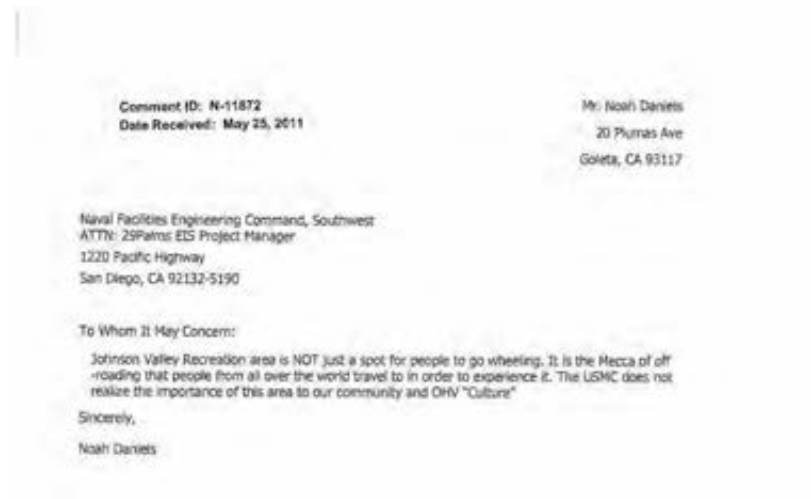 Comment ID: N-11872
Date Received: May 25, 2011
Mr. Noah Daniels
20 Plumas Ave
Goleta, CA 93117
Naval Facilities Engineering Command, Southwest
ATTN: 29Palms EIS Project Manager
1220 Pacific Highway
San Diego, CA 92132-5190
To Whom It May Concern:
Johnson Valley Recreation area is NOT just a spot for people to go wheeling. It is the Mecca of off
-roading that people from all over the world travel to in order to experience it. The USMC does not
realize the importance of this area to our community and OHV "Culture"
Sincerely,
Noah Daniels